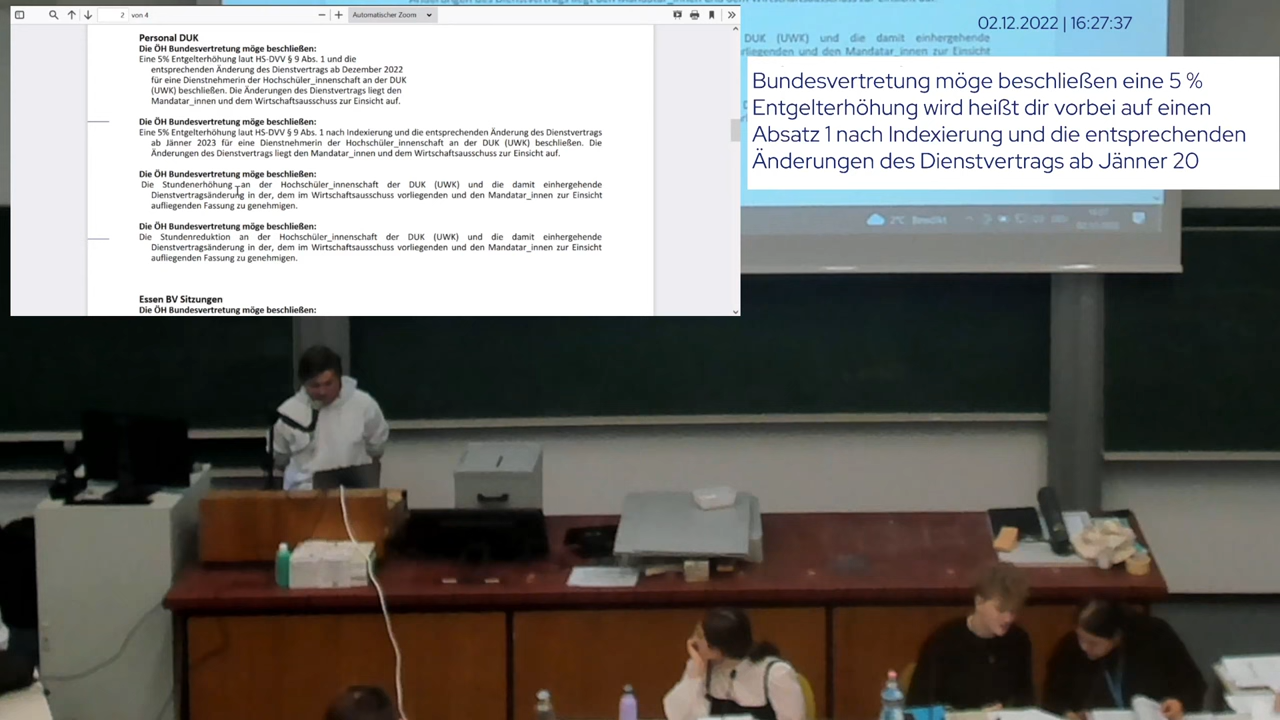 2 von 4
Automatischer Zoom
02.12.2022 | 16:27:37
Personal DUK
Die ÖH Bundesvertretung möge beschließen:
Eine 5% Entgelterhöhung laut HS-DVV § 9 Abs. 1 und die
entsprechenden Änderung des Dienstvertrags ab Dezember 2022
für eine Dienstnehmerin der Hochschüler_innenschaft an der DUK
(UWK) beschließen. Die Änderungen des Dienstvertrags liegt den
Mandatar_innen und dem Wirtschaftsausschuss zur Einsicht auf.
Die ÖH Bundesvertretung möge beschließen:
Eine 5% Entgelterhöhung laut HS-DVV § 9 Abs. 1 nach Indexierung und die entsprechenden Änderung des Dienstvertrags
ab Jänner 2023 für eine Dienstnehmerin der Hochschüler_innenschaft an der DUK (UWK) beschließen. Die
Änderungen des Dienstvertrags liegt den Mandatar_innen und dem Wirtschaftsausschuss zur Einsicht auf.
Die ÖH Bundesvertretung möge beschließen:
Die Stundenerhöhung an der Hochschüler_innenschaft der DUK (UWK) und die damit einhergehende
Dienstvertragsänderung in der, dem im Wirtschaftsausschuss vorliegenden und den Mandatar_innen zur Einsicht
aufliegenden Fassung zu genehmigen.
Die ÖH Bundesvertretung möge beschließen:
Die Stundenreduktion an der Hochschüler_innenschaft der DUK (UWK) und die damit einhergehende
Dienstvertragsänderung in der, dem im Wirtschaftsausschuss vorliegenden und den Mandatar_innen zur Einsicht
aufliegenden Fassung zu genehmigen.
Essen BV Sitzungen
Die ÖH Bundesvertretung möge beschließen:
DUK (UWK) und die damit einhergehende
vorliegenden und den Mandatar_innen zur Einsicht
Bundesvertretung möge beschließen eine 5 %
Entgelterhöhung wird heißt dir vorbei auf einen
Absatz 1 nach Indexierung und die entsprechenden
Änderungen des Dienstvertrags ab Jänner 20
2°C Bewölkt